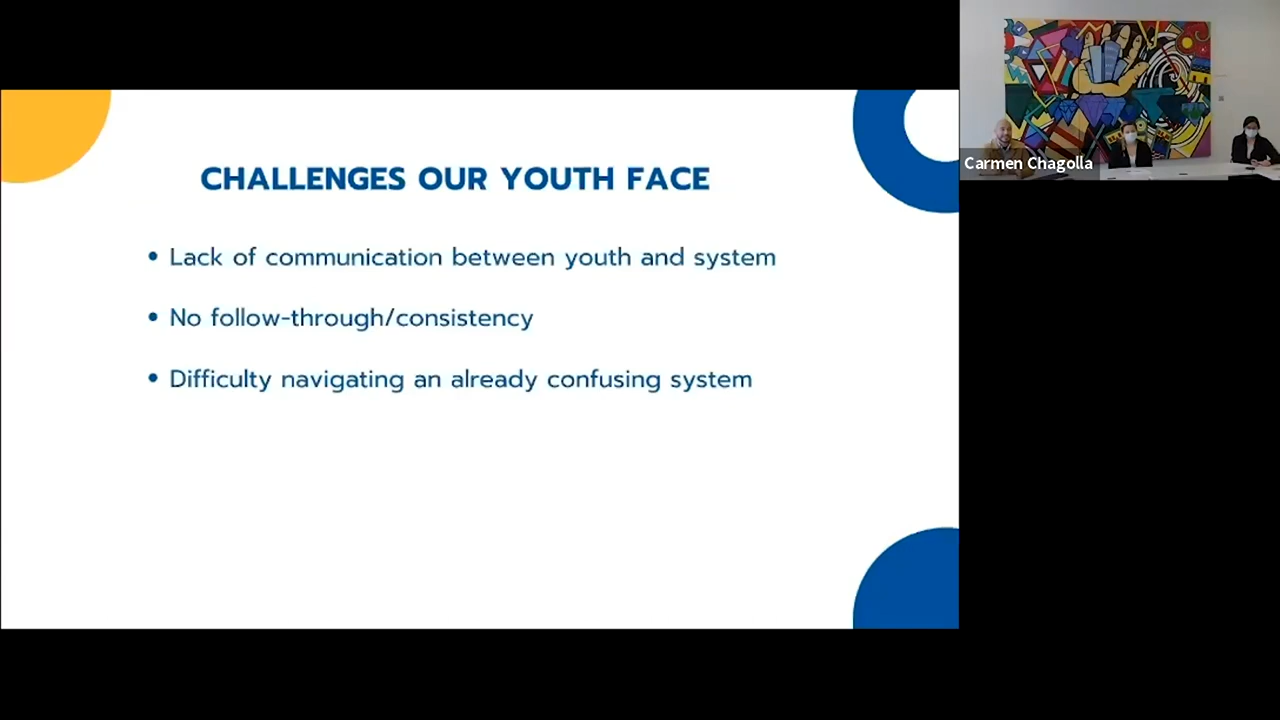 CHALLENGES OUR YOUTH FACE
• Lack of communication between youth and system
• No follow-through/consistency
• Difficulty navigating an already confusing system
Carmen Chagolla